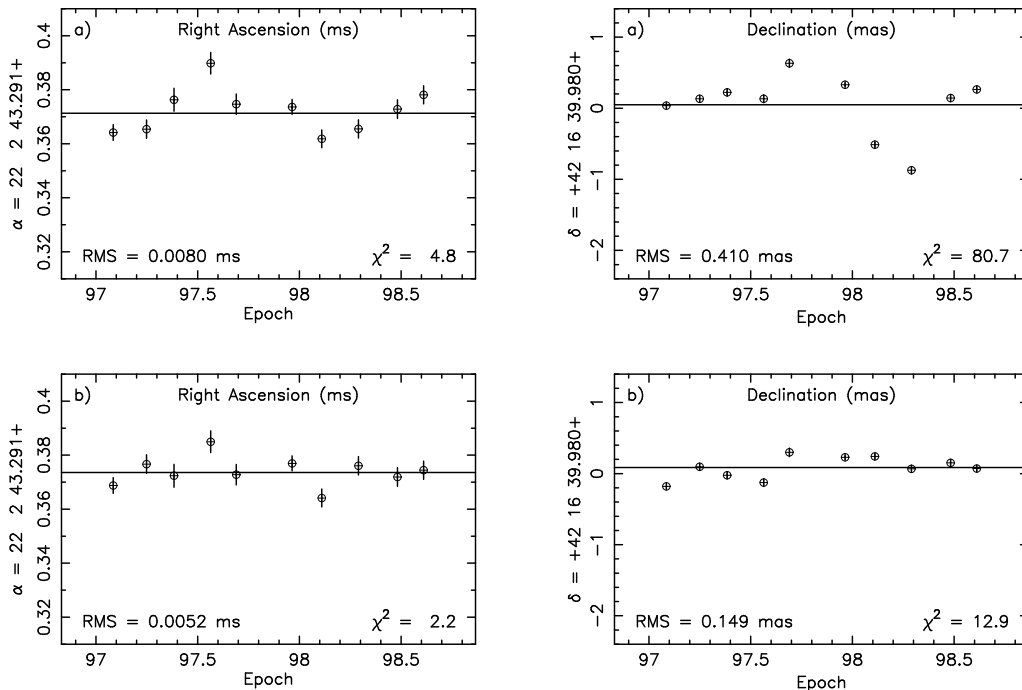 a) Right Ascension (ms)
α = 22 2 43.291+
0.4
0.38
0.36
0.34
0.32
RMS = 0.0080 ms χ² = 4.8
97 97.5 98 98.5
Epoch
a) Declination (mas)
δ = +42 16 39.980+
1
0
−1
−2
RMS = 0.410 mas χ² = 80.7
97 97.5 98 98.5
Epoch
b) Right Ascension (ms)
α = 22 2 43.291+
0.4
0.38
0.36
0.34
0.32
RMS = 0.0052 ms χ² = 2.2
97 97.5 98 98.5
Epoch
b) Declination (mas)
δ = +42 16 39.980+
1
0
−1
−2
RMS = 0.149 mas χ² = 12.9
97 97.5 98 98.5
Epoch